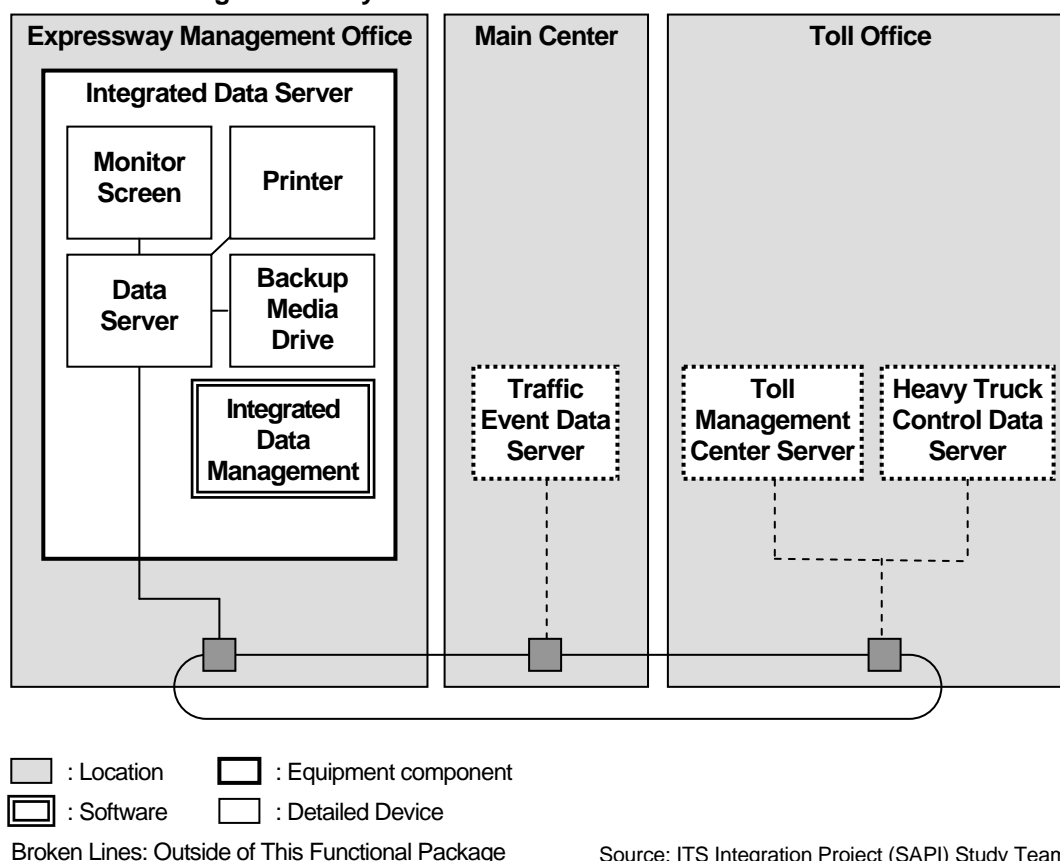 Expressway Management Office
Main Center
Toll Office
Integrated Data Server
Monitor
Screen
Printer
Data
Server
Backup
Media
Drive
Integrated
Data
Management
Traffic
Event Data
Server
Toll
Management
Center Server
Heavy Truck
Control Data
Server
: Location
: Equipment component
: Software
: Detailed Device
Broken Lines: Outside of This Functional Package
Source: ITS Integration Project (SAPI) Study Team